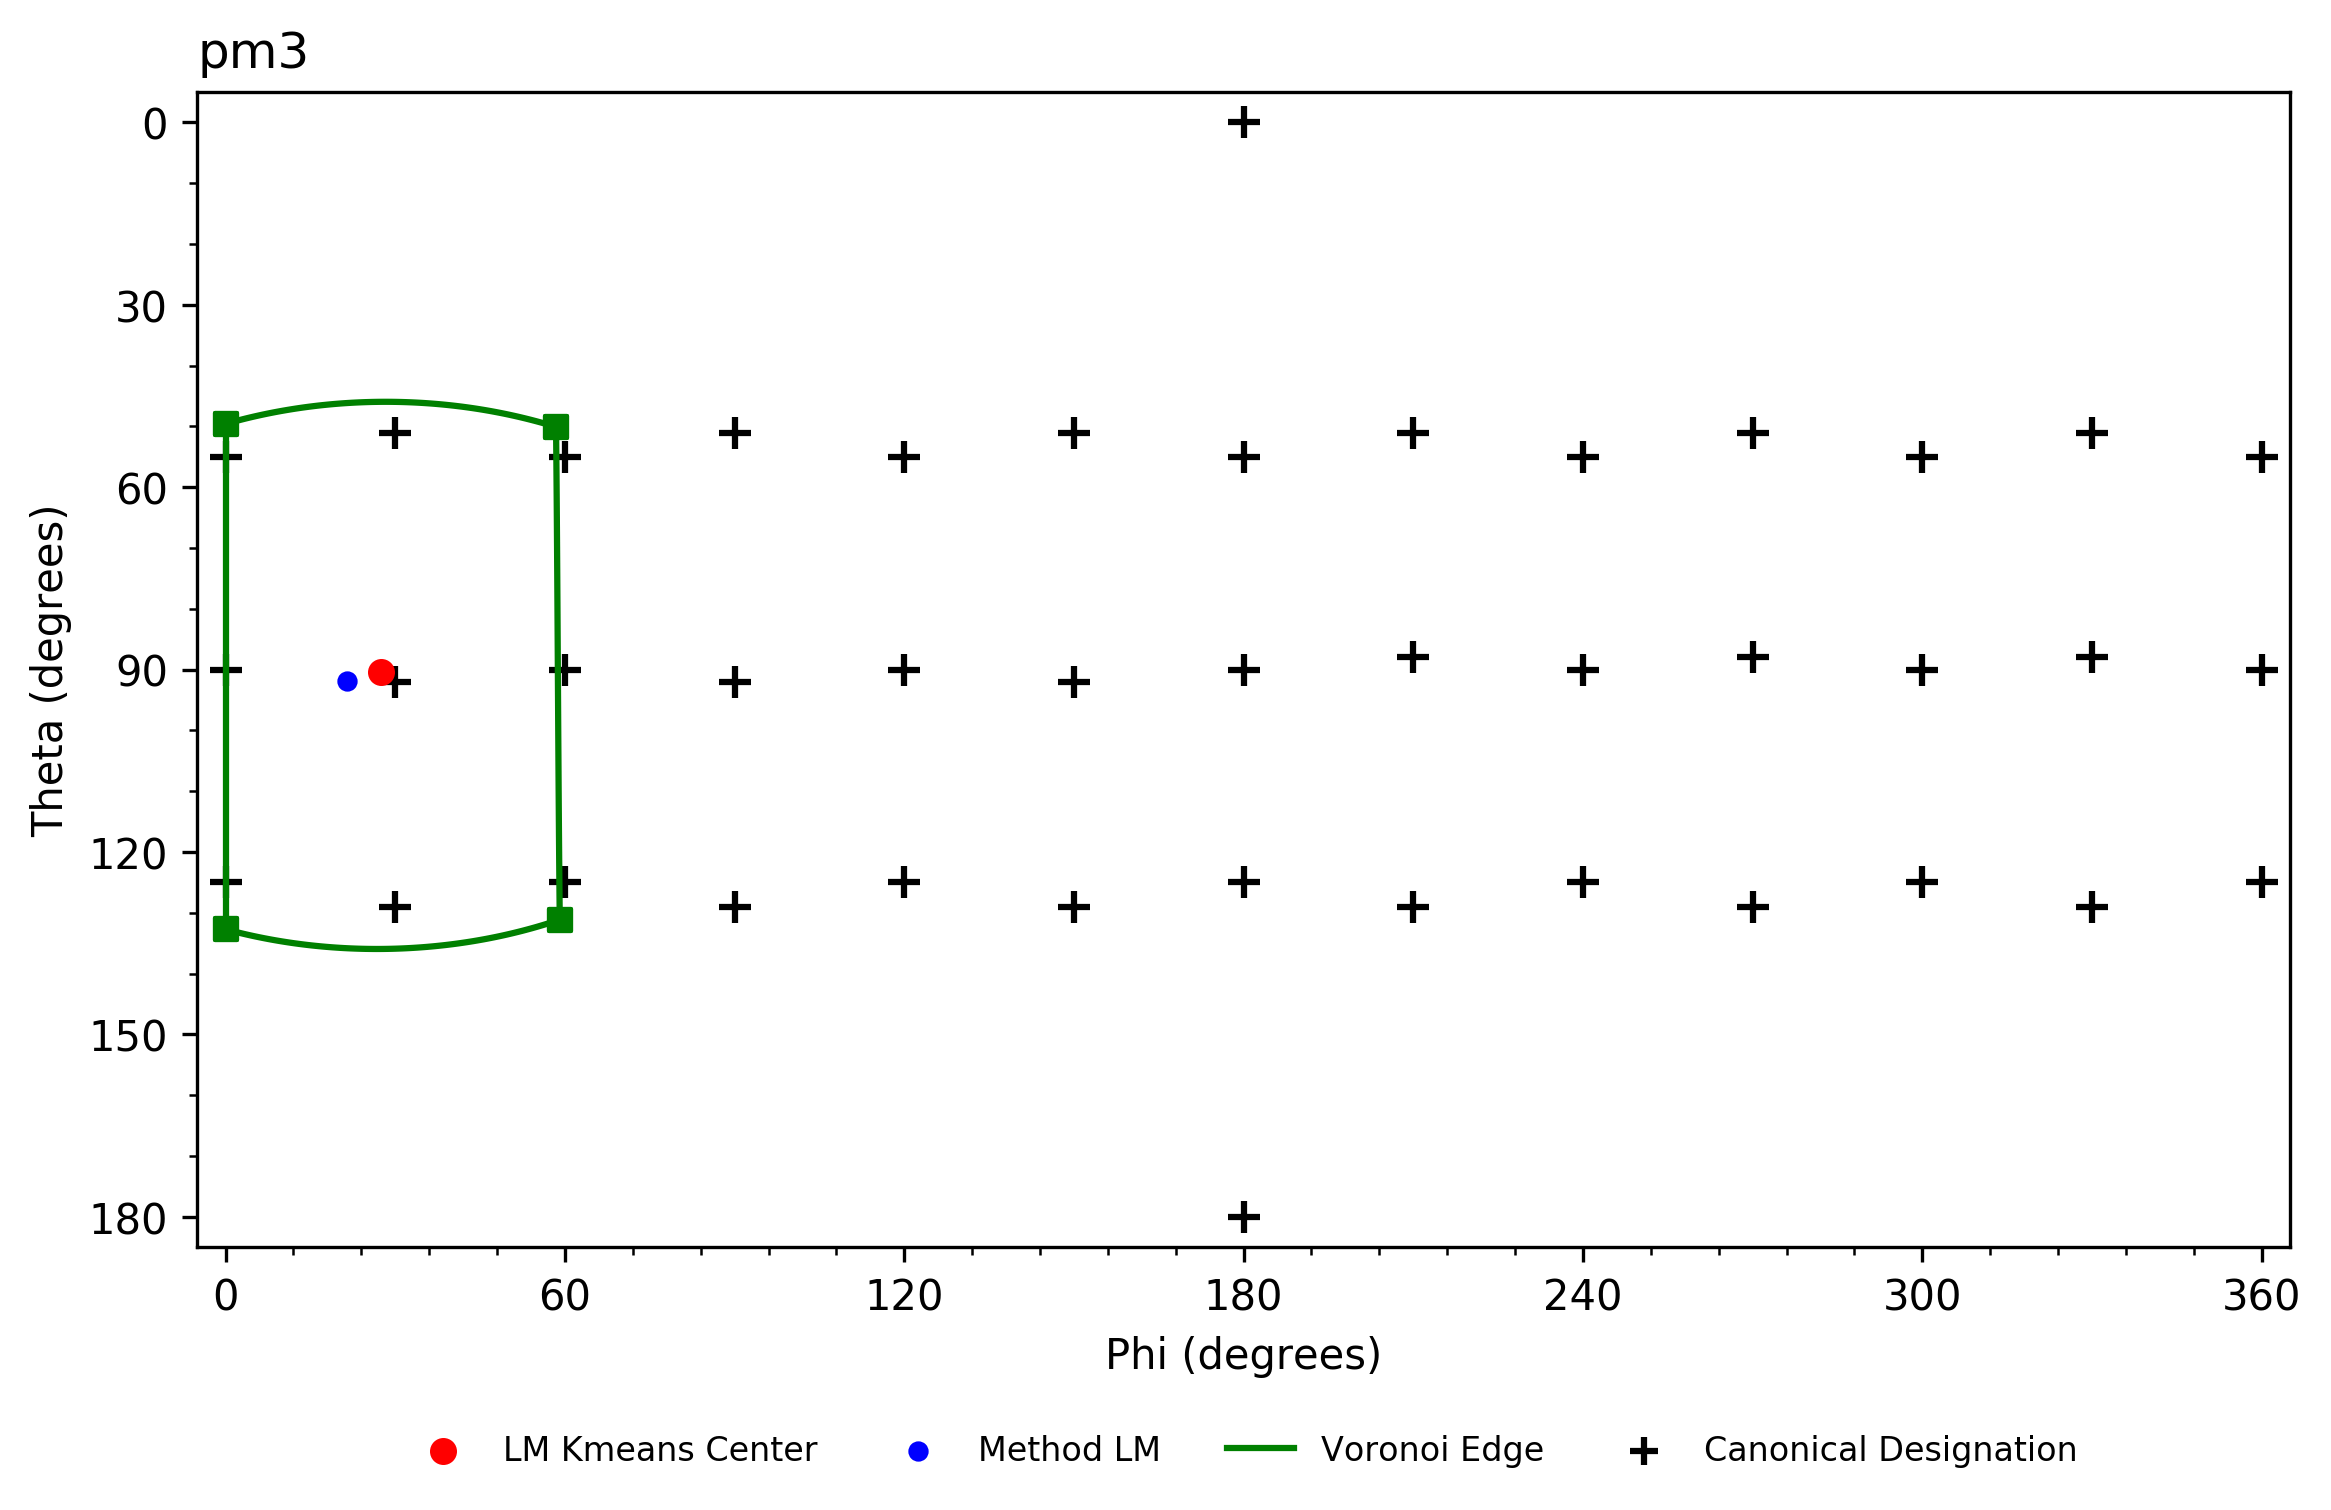 pm3
0
30
60
90
120
150
180
Theta (degrees)
0 60 120 180 240 300 360
Phi (degrees)
LM Kmeans Center Method LM Voronoi Edge Canonical Designation